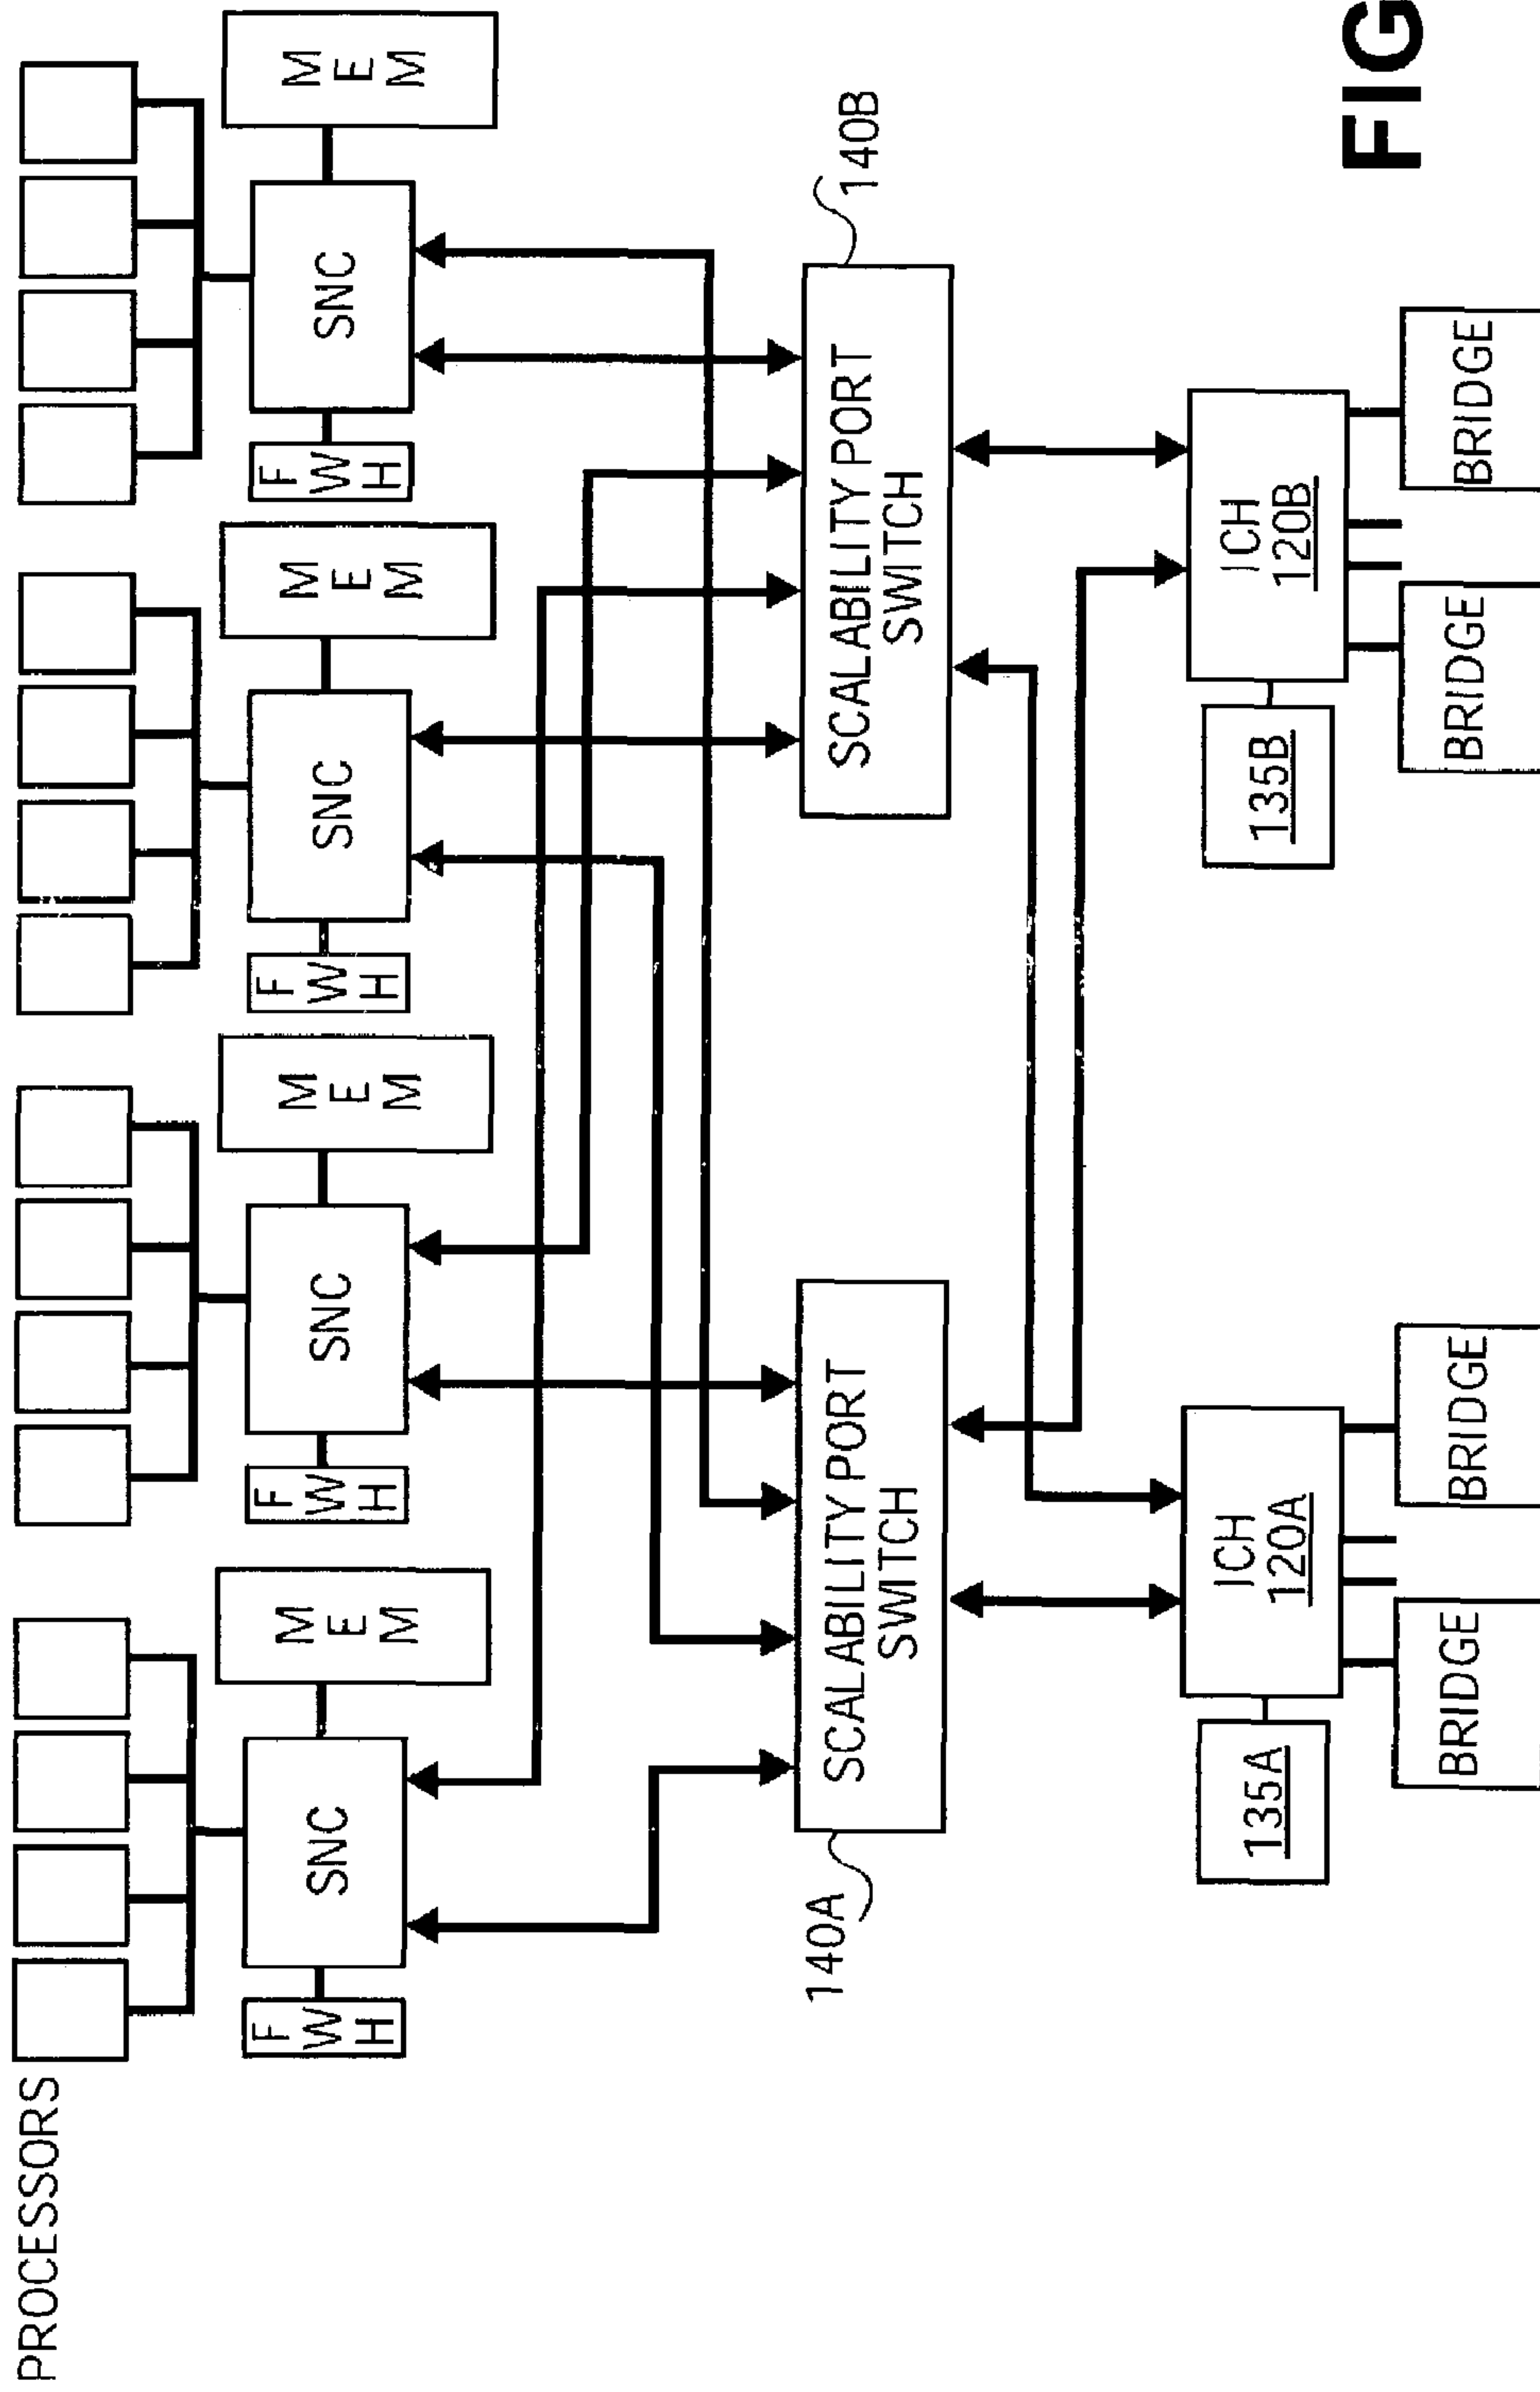 PROCESSORS
F
W
H
SNC
M
E
M
F
W
H
SNC
M
E
M
F
W
H
SNC
M
E
M
F
W
H
SNC
M
E
M
140A
SCALABILITY PORT
SWITCH
SCALABILITY PORT
SWITCH
140B
135A
ICH
120A
135B
ICH
120B
BRIDGE
BRIDGE
BRIDGE
BRIDGE
FIG